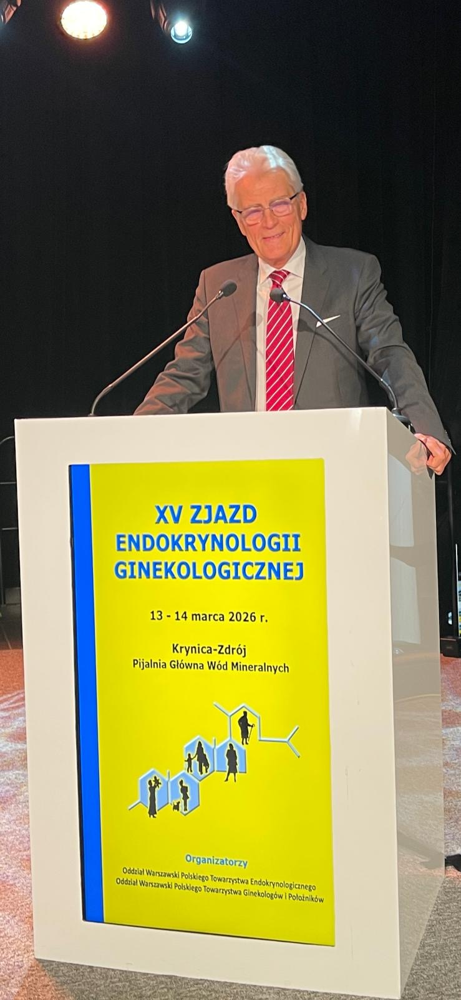 XV ZJAZD
ENDOKRYNOLOGII
GINEKOLOGICZNEJ
13 - 14 marca 2026 r.
Krynica-Zdrój
Pijalnia Główna Wód Mineralnych
Organizatorzy
Oddział Warszawski Polskiego Towarzystwa Endokrynologicznego
Oddział Warszawski Polskiego Towarzystwa Ginekologów i Położników